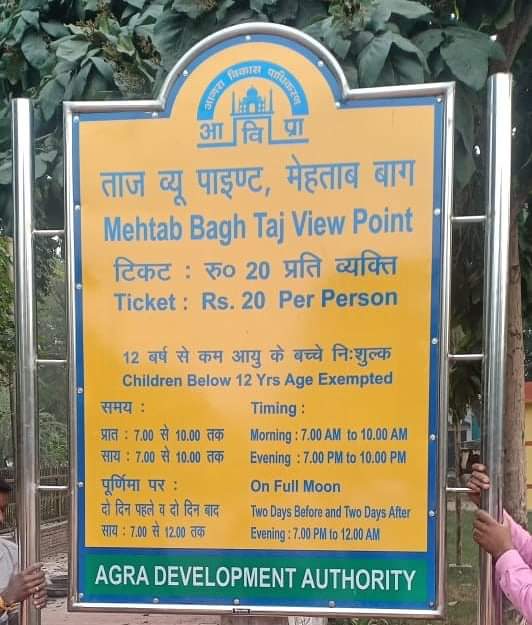 आगरा विकास प्राधिकरण
आ वि प्रा
ताज व्यू पाइण्ट, मेहताब बाग
Mehtab Bagh Taj View Point
टिकट : रु० 20 प्रति व्यक्ति
Ticket : Rs. 20 Per Person
12 बर्ष से कम आयु के बच्चे निःशुल्क
Children Below 12 Yrs Age Exempted
समय :
Timing :
प्रात : 7.00 से 10.00 तक
Morning : 7.00 AM to 10.00 AM
साय : 7.00 से 10.00 तक
Evening : 7.00 PM to 10.00 PM
पूर्णिमा पर :
On Full Moon
दो दिन पहले व दो दिन बाद
Two Days Before and Two Days After
साय : 7.00 से 12.00 तक
Evening : 7.00 PM to 12.00 AM
AGRA DEVELOPMENT AUTHORITY